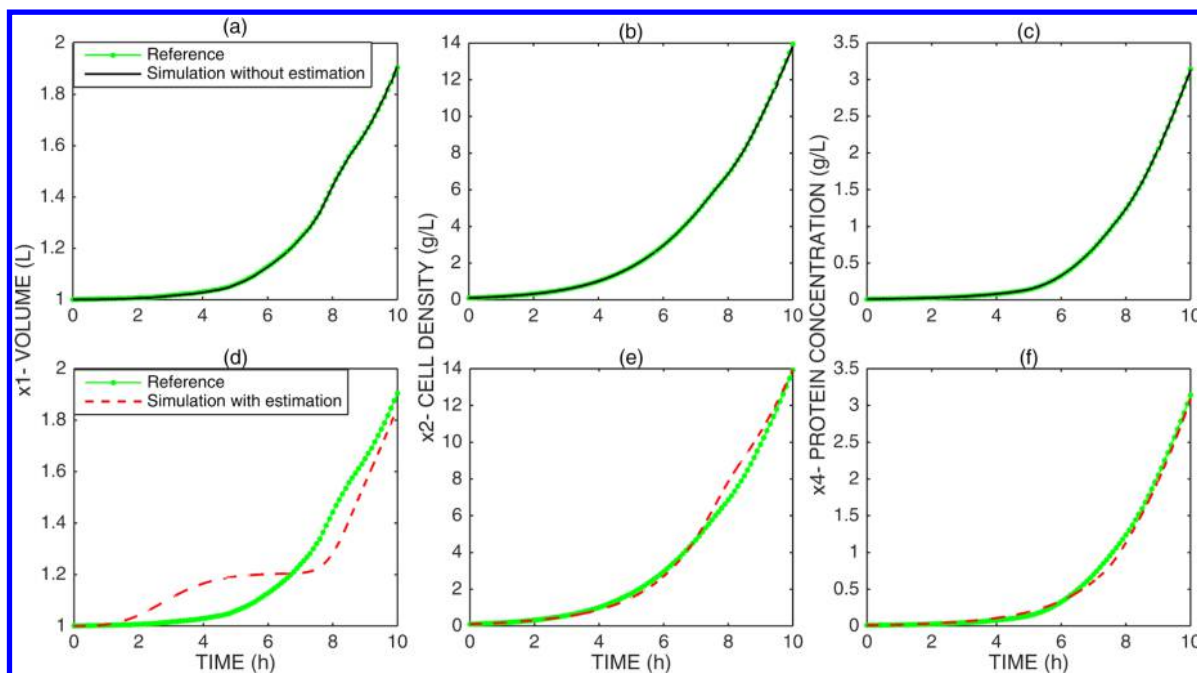 (a)
(b)
(c)
x1- VOLUME (L)
2
1.8
1.6
1.4
1.2
1
Reference
Simulation without estimation
0 2 4 6 8 10
x2- CELL DENSITY (g/L)
14
12
10
8
6
4
2
0
0 2 4 6 8 10
x4- PROTEIN CONCENTRATION (g/L)
3.5
3
2.5
2
1.5
1
0.5
0
0 2 4 6 8 10
(d)
(e)
(f)
2
1.8
1.6
1.4
1.2
1
Reference
Simulation with estimation
0 2 4 6 8 10
TIME (h)
14
12
10
8
6
4
2
0
0 2 4 6 8 10
TIME (h)
3.5
3
2.5
2
1.5
1
0.5
0
0 2 4 6 8 10
TIME (h)